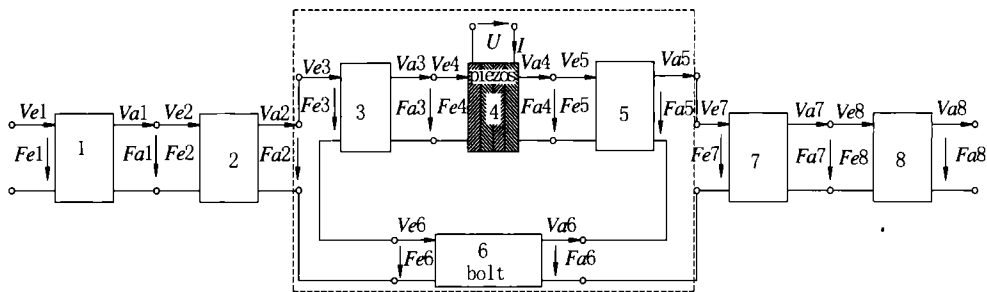 U I
Ve3 Va3 Ve4 piezos Va4 Ve5 Va5
Ve1 Va1 Ve2 Va2 Fe3 3 Fa3 Fe4 4 Fa4 Fe5 5 Fa5 Ve7 Va7 Ve8 Va8
Fe1 1 Fa1 Fe2 2 Fa2 Fe7 7 Fa7 Fe8 8 Fa8
Ve6 Va6
Fe6 6 Fa6
bolt